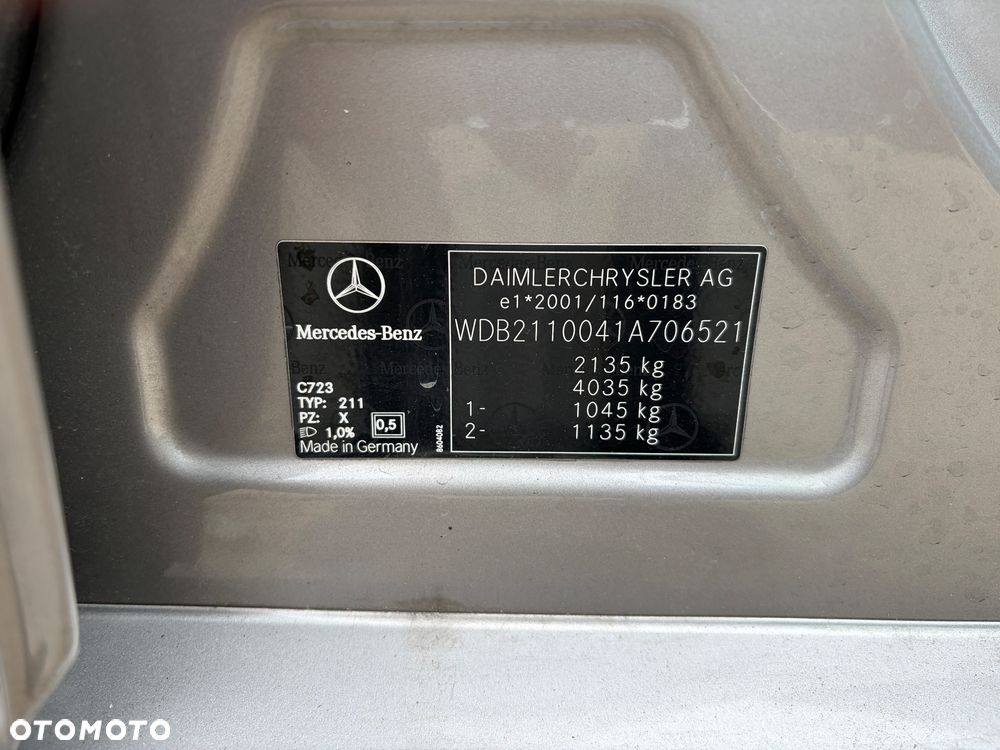 Mercedes-Benz
C723
TYP: 211
PZ: X
1,0%
0,5
Made in Germany
8604082
DAIMLERCHRYSLER AG
e1*2001/116*0183
WDB2110041A706521
2135 kg
4035 kg
1- 1045 kg
2- 1135 kg
OTOMOTO